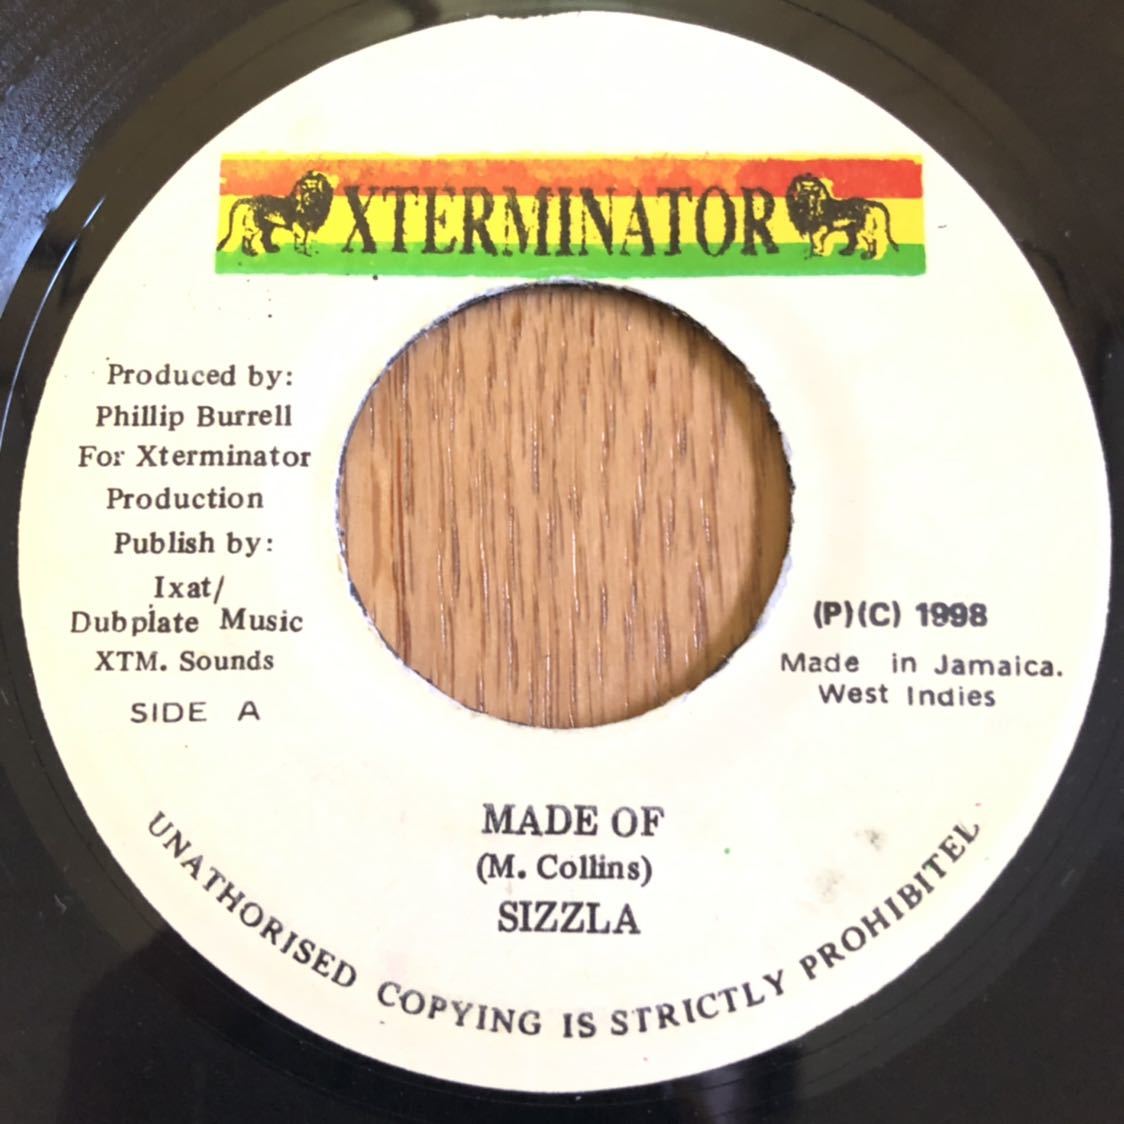 XTERMINATOR
Produced by:
Phillip Burrell
For Xterminator
Production
Publish by:
Ixat/
Dubplate Music
XTM. Sounds
SIDE A
(P)(C) 1998
Made in Jamaica.
West Indies
MADE OF
(M. Collins)
SIZZLA
UNATHORISED COPYING IS STRICTLY PROHIBITEL